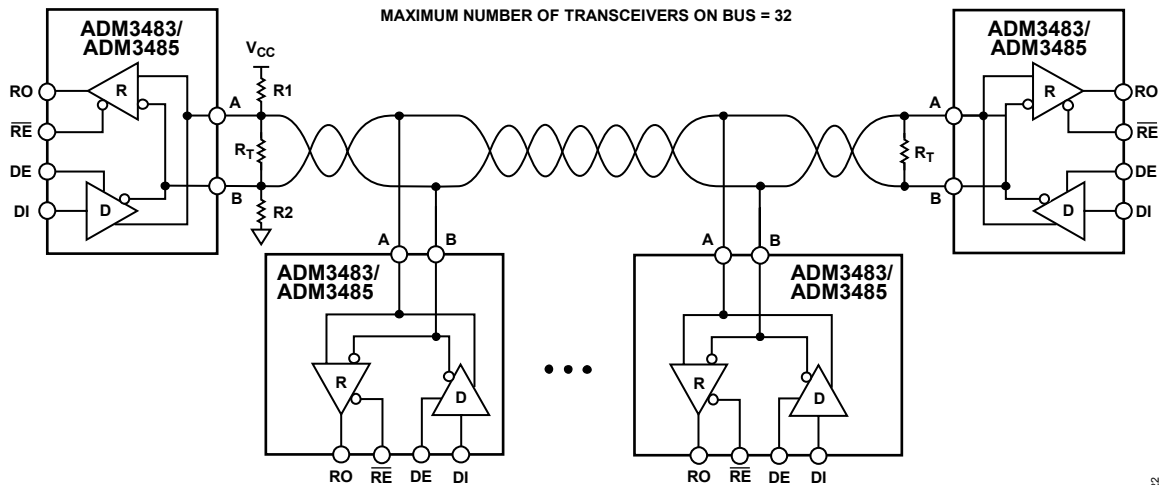 MAXIMUM NUMBER OF TRANSCEIVERS ON BUS = 32
ADM3483/
ADM3485
RO
R
RE
DE
DI
D
A
B
VCC
R1
RT
R2
ADM3483/
ADM3485
A
B
R
RO
RE
D
DE
DI
RT
A
B
ADM3483/
ADM3485
R
D
RO
RE
DE
DI
• • •
A
B
ADM3483/
ADM3485
R
D
RO
RE
DE
DI